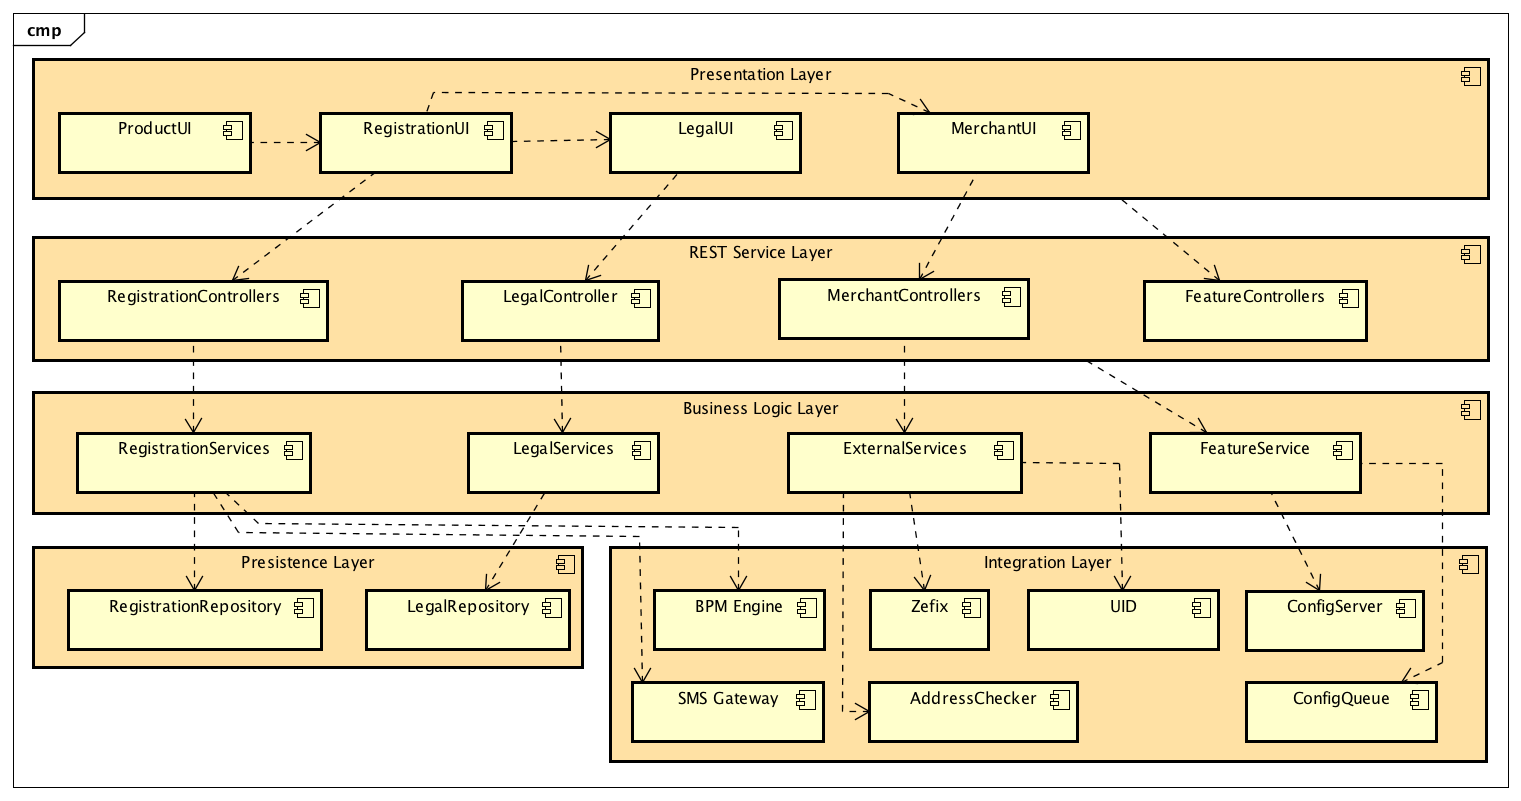 cmp
Presentation Layer
ProductUI
RegistrationUI
LegalUI
MerchantUI
REST Service Layer
RegistrationControllers
LegalController
MerchantControllers
FeatureControllers
Business Logic Layer
RegistrationServices
LegalServices
ExternalServices
FeatureService
Presistence Layer
RegistrationRepository
LegalRepository
Integration Layer
BPM Engine
Zefix
UID
ConfigServer
SMS Gateway
AddressChecker
ConfigQueue